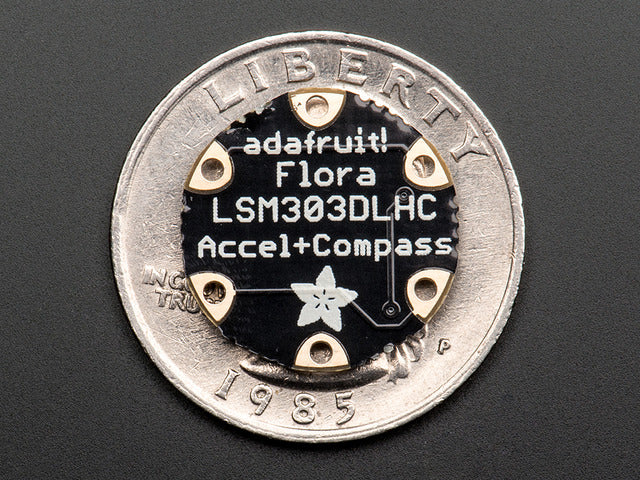 LIBERTY
adafruit!
Flora
LSM303DLHC
Accel+Compass
P
1985